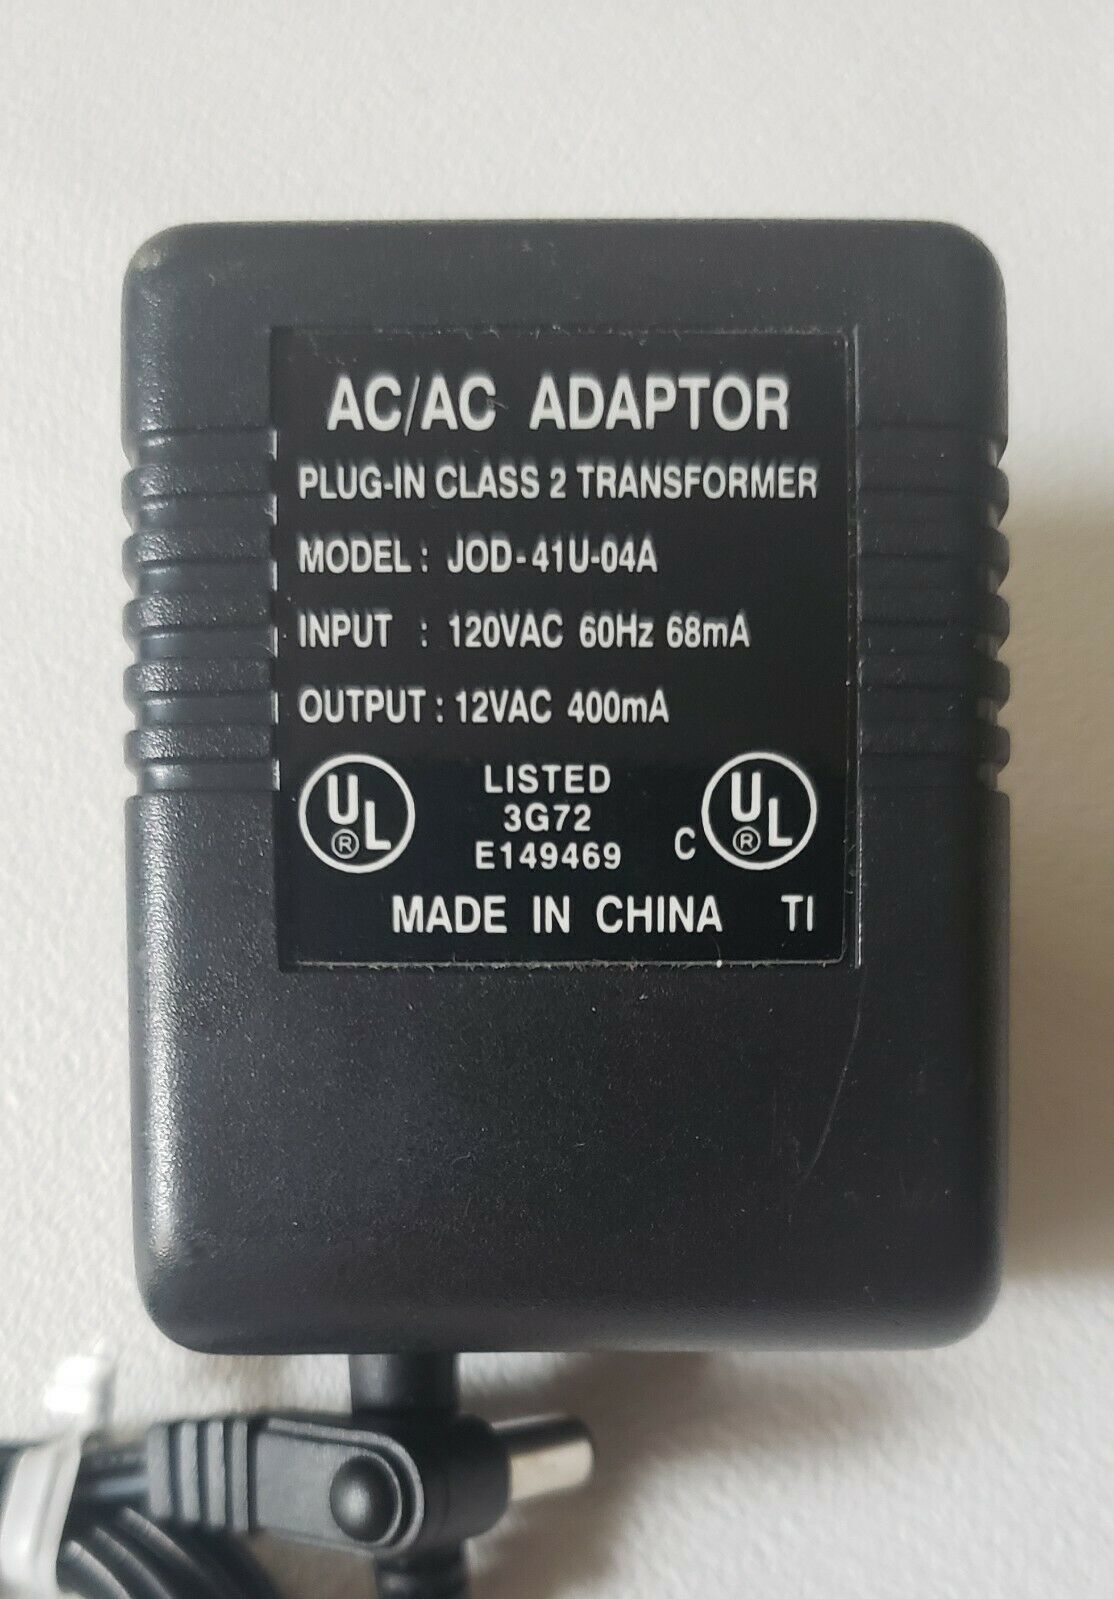 AC/AC ADAPTOR
PLUG-IN CLASS 2 TRANSFORMER
MODEL : JOD-41U-04A
INPUT : 120VAC 60Hz 68mA
OUTPUT : 12VAC 400mA
UL ® LISTED C UL ®
3G72
E149469
MADE IN CHINA TI